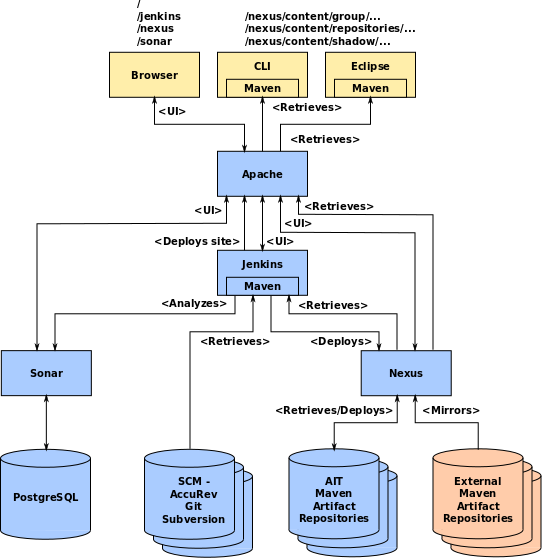 /
/jenkins
/nexus
/sonar
/nexus/content/group/...
/nexus/content/repositories/...
/nexus/content/shadow/...
Browser
CLI
Maven
Eclipse
Maven
<UI>
<Retrieves>
<Retrieves>
Apache
<UI>
<Retrieves>
<UI>
<Deploys site>
<UI>
Jenkins
Maven
<Analyzes>
<Retrieves>
<Retrieves>
<Deploys>
Sonar
Nexus
<Retrieves/Deploys>
<Mirrors>
PostgreSQL
SCM -
AccuRev
Git
Subversion
AIT
Maven
Artifact
Repositories
External
Maven
Artifact
Repositories